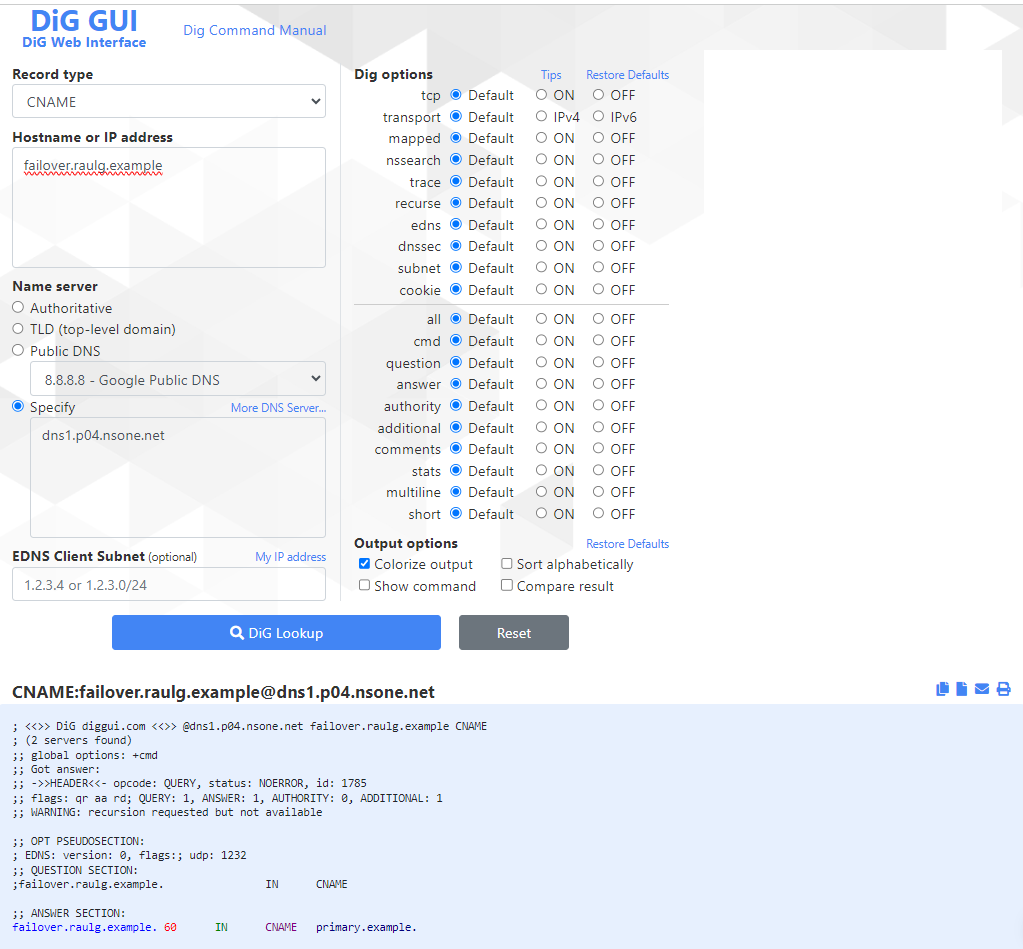 DiG GUI
DiG Web Interface
Dig Command Manual
Record type
CNAME
Hostname or IP address
failover.raulg.example
Name server
Authoritative
TLD (top-level domain)
Public DNS
8.8.8.8 - Google Public DNS
Specify More DNS Server...
dns1.p04.nsone.net
EDNS Client Subnet (optional) My IP address
1.2.3.4 or 1.2.3.0/24
Dig options Tips Restore Defaults
tcp Default ON OFF
transport Default IPv4 IPv6
mapped Default ON OFF
nssearch Default ON OFF
trace Default ON OFF
recurse Default ON OFF
edns Default ON OFF
dnssec Default ON OFF
subnet Default ON OFF
cookie Default ON OFF
all Default ON OFF
cmd Default ON OFF
question Default ON OFF
answer Default ON OFF
authority Default ON OFF
additional Default ON OFF
comments Default ON OFF
stats Default ON OFF
multiline Default ON OFF
short Default ON OFF
Output options Restore Defaults
Colorize output Sort alphabetically
Show command Compare result
DiG Lookup Reset
CNAME:failover.raulg.example@dns1.p04.nsone.net
; <<>> DiG diggui.com <<>> @dns1.p04.nsone.net failover.raulg.example CNAME
; (2 servers found)
;; global options: +cmd
;; Got answer:
;; ->>HEADER<<- opcode: QUERY, status: NOERROR, id: 1785
;; flags: qr aa rd; QUERY: 1, ANSWER: 1, AUTHORITY: 0, ADDITIONAL: 1
;; WARNING: recursion requested but not available
;; OPT PSEUDOSECTION:
; EDNS: version: 0, flags:; udp: 1232
;; QUESTION SECTION:
;failover.raulg.example. IN CNAME
;; ANSWER SECTION:
failover.raulg.example. 60 IN CNAME primary.example.